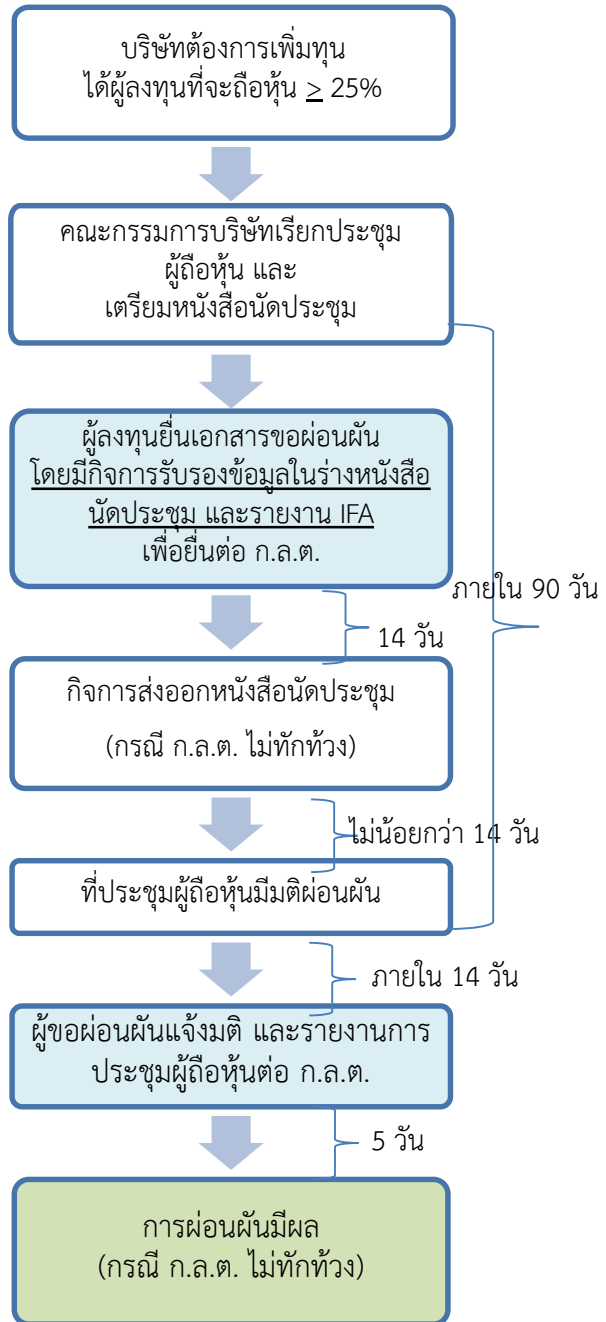 บริษัทต้องการเพิ่มทุน
ได้ผู้ลงทุนที่จะถือหุ้น ≥ 25%
คณะกรรมการบริษัทเรียกประชุม
ผู้ถือหุ้น และ
เตรียมหนังสือนัดประชุม
ผู้ลงทุนยื่นเอกสารขอผ่อนผัน
โดยมีกิจการรับรองข้อมูลในร่างหนังสือ
นัดประชุม และรายงาน IFA
เพื่อยื่นต่อ ก.ล.ต.
ภายใน 90 วัน
14 วัน
กิจการส่งออกหนังสือนัดประชุม
(กรณี ก.ล.ต. ไม่ทักท้วง)
ไม่น้อยกว่า 14 วัน
ที่ประชุมผู้ถือหุ้นมีมติผ่อนผัน
ภายใน 14 วัน
ผู้ขอผ่อนผันแจ้งมติ และรายงานการ
ประชุมผู้ถือหุ้นต่อ ก.ล.ต.
5 วัน
การผ่อนผันมีผล
(กรณี ก.ล.ต. ไม่ทักท้วง)